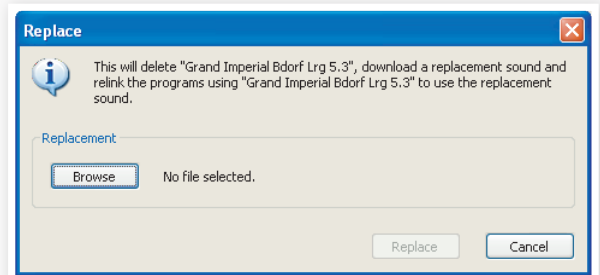 Replace
This will delete "Grand Imperial Bdorf Lrg 5.3", download a replacement sound and
relink the programs using "Grand Imperial Bdorf Lrg 5.3" to use the replacement
sound.
Replacement
Browse No file selected.
Replace Cancel